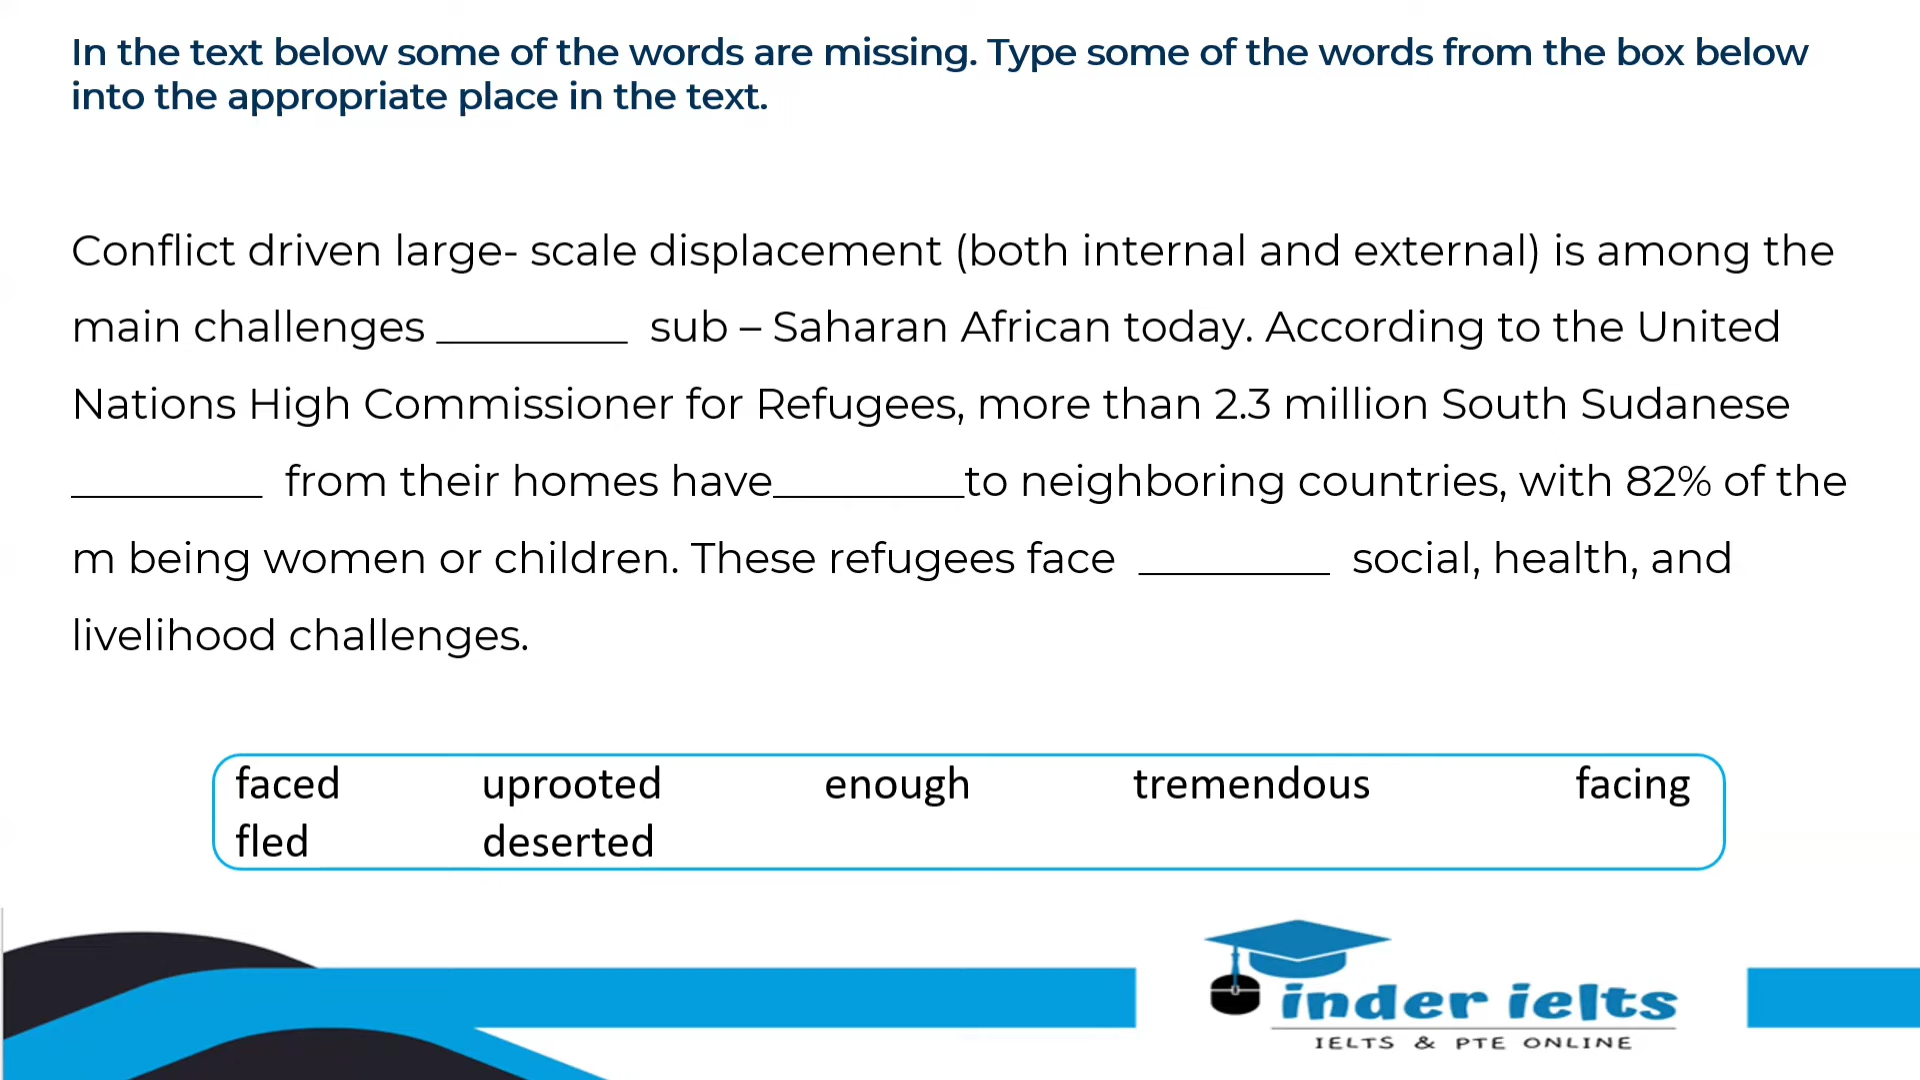 In the text below some of the words are missing. Type some of the words from the box below
into the appropriate place in the text.
Conflict driven large- scale displacement (both internal and external) is among the
main challenges _________ sub – Saharan African today. According to the United
Nations High Commissioner for Refugees, more than 2.3 million South Sudanese
_________ from their homes have_________to neighboring countries, with 82% of the
m being women or children. These refugees face _________ social, health, and
livelihood challenges.
faced uprooted enough tremendous facing
fled deserted
inder ielts
IELTS & PTE ONLINE